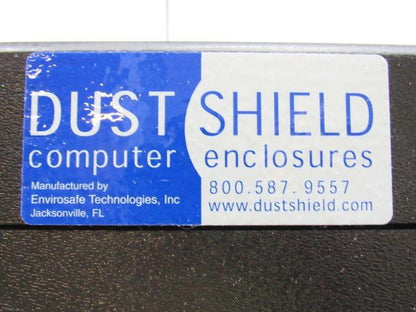 DUST SHIELD
computer enclosures
Manufactured by
Envirosafe Technologies, Inc
Jacksonville, FL
800.587. 9557
www.dustshield.com